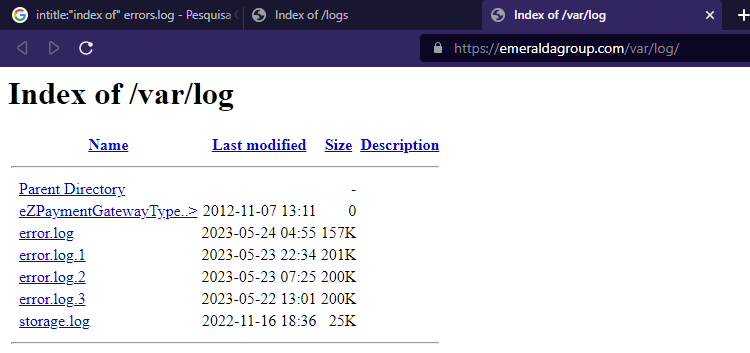 intitle:"index of" errors.log - Pesquisa
Index of /logs
Index of /var/log
https://emeraldagroup.com/var/log/
Index of /var/log
Name Last modified Size Description
Parent Directory -
eZPaymentGatewayType..> 2012-11-07 13:11 0
error.log 2023-05-24 04:55 157K
error.log.1 2023-05-23 22:34 201K
error.log.2 2023-05-23 07:25 200K
error.log.3 2023-05-22 13:01 200K
storage.log 2022-11-16 18:36 25K